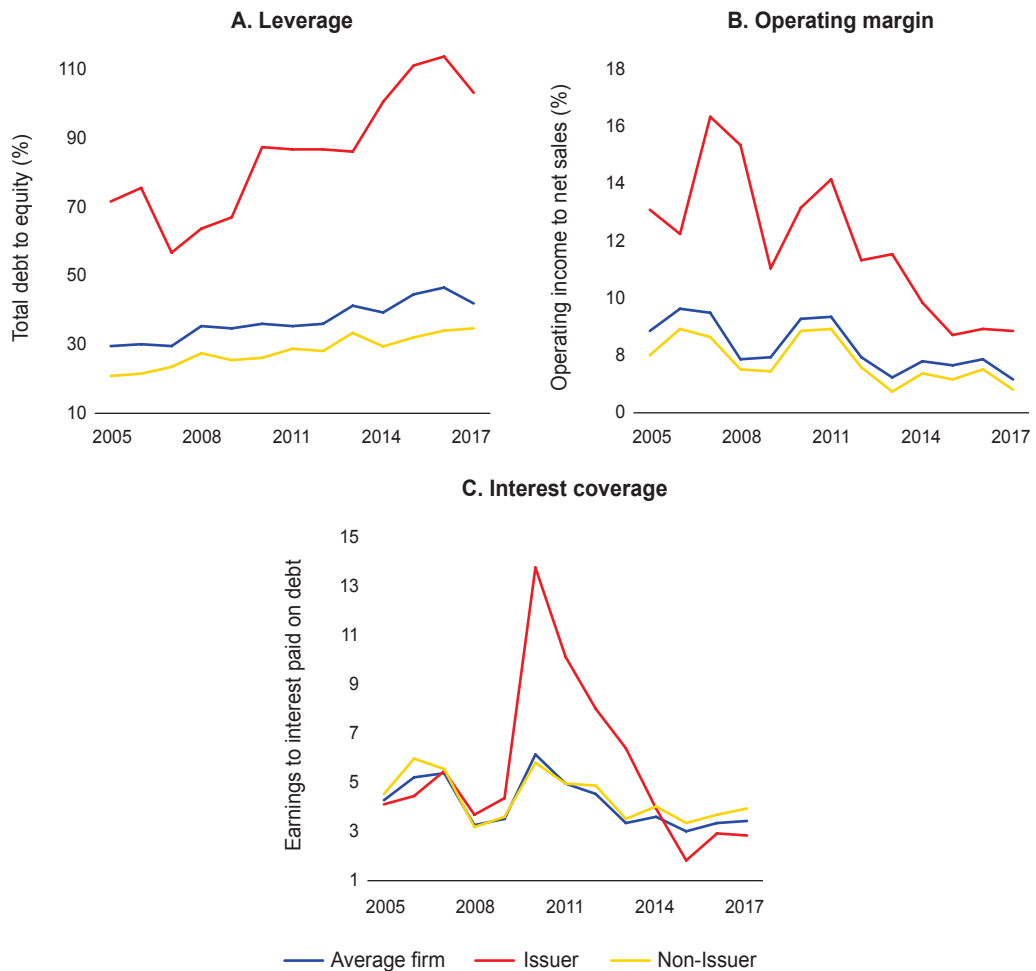 A. Leverage
Total debt to equity (%)
110
90
70
50
30
10
2005 2008 2011 2014 2017
B. Operating margin
Operating income to net sales (%)
18
16
14
12
10
8
0
2005 2008 2011 2014 2017
C. Interest coverage
Earnings to interest paid on debt
15
13
11
9
7
5
3
1
2005 2008 2011 2014 2017
Average firm Issuer Non-Issuer